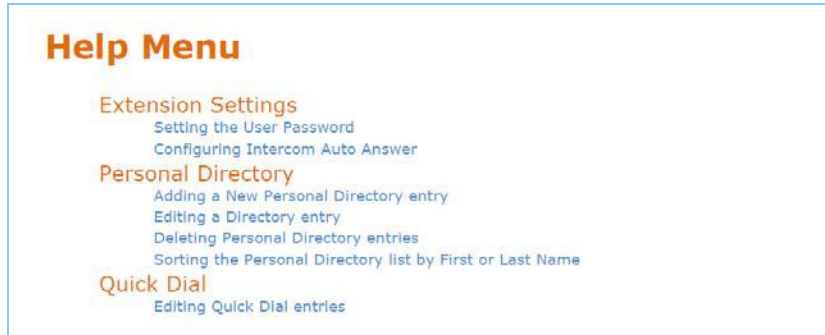 Help Menu
Extension Settings
Setting the User Password
Configuring Intercom Auto Answer
Personal Directory
Adding a New Personal Directory entry
Editing a Directory entry
Deleting Personal Directory entries
Sorting the Personal Directory list by First or Last Name
Quick Dial
Editing Quick Dial entries